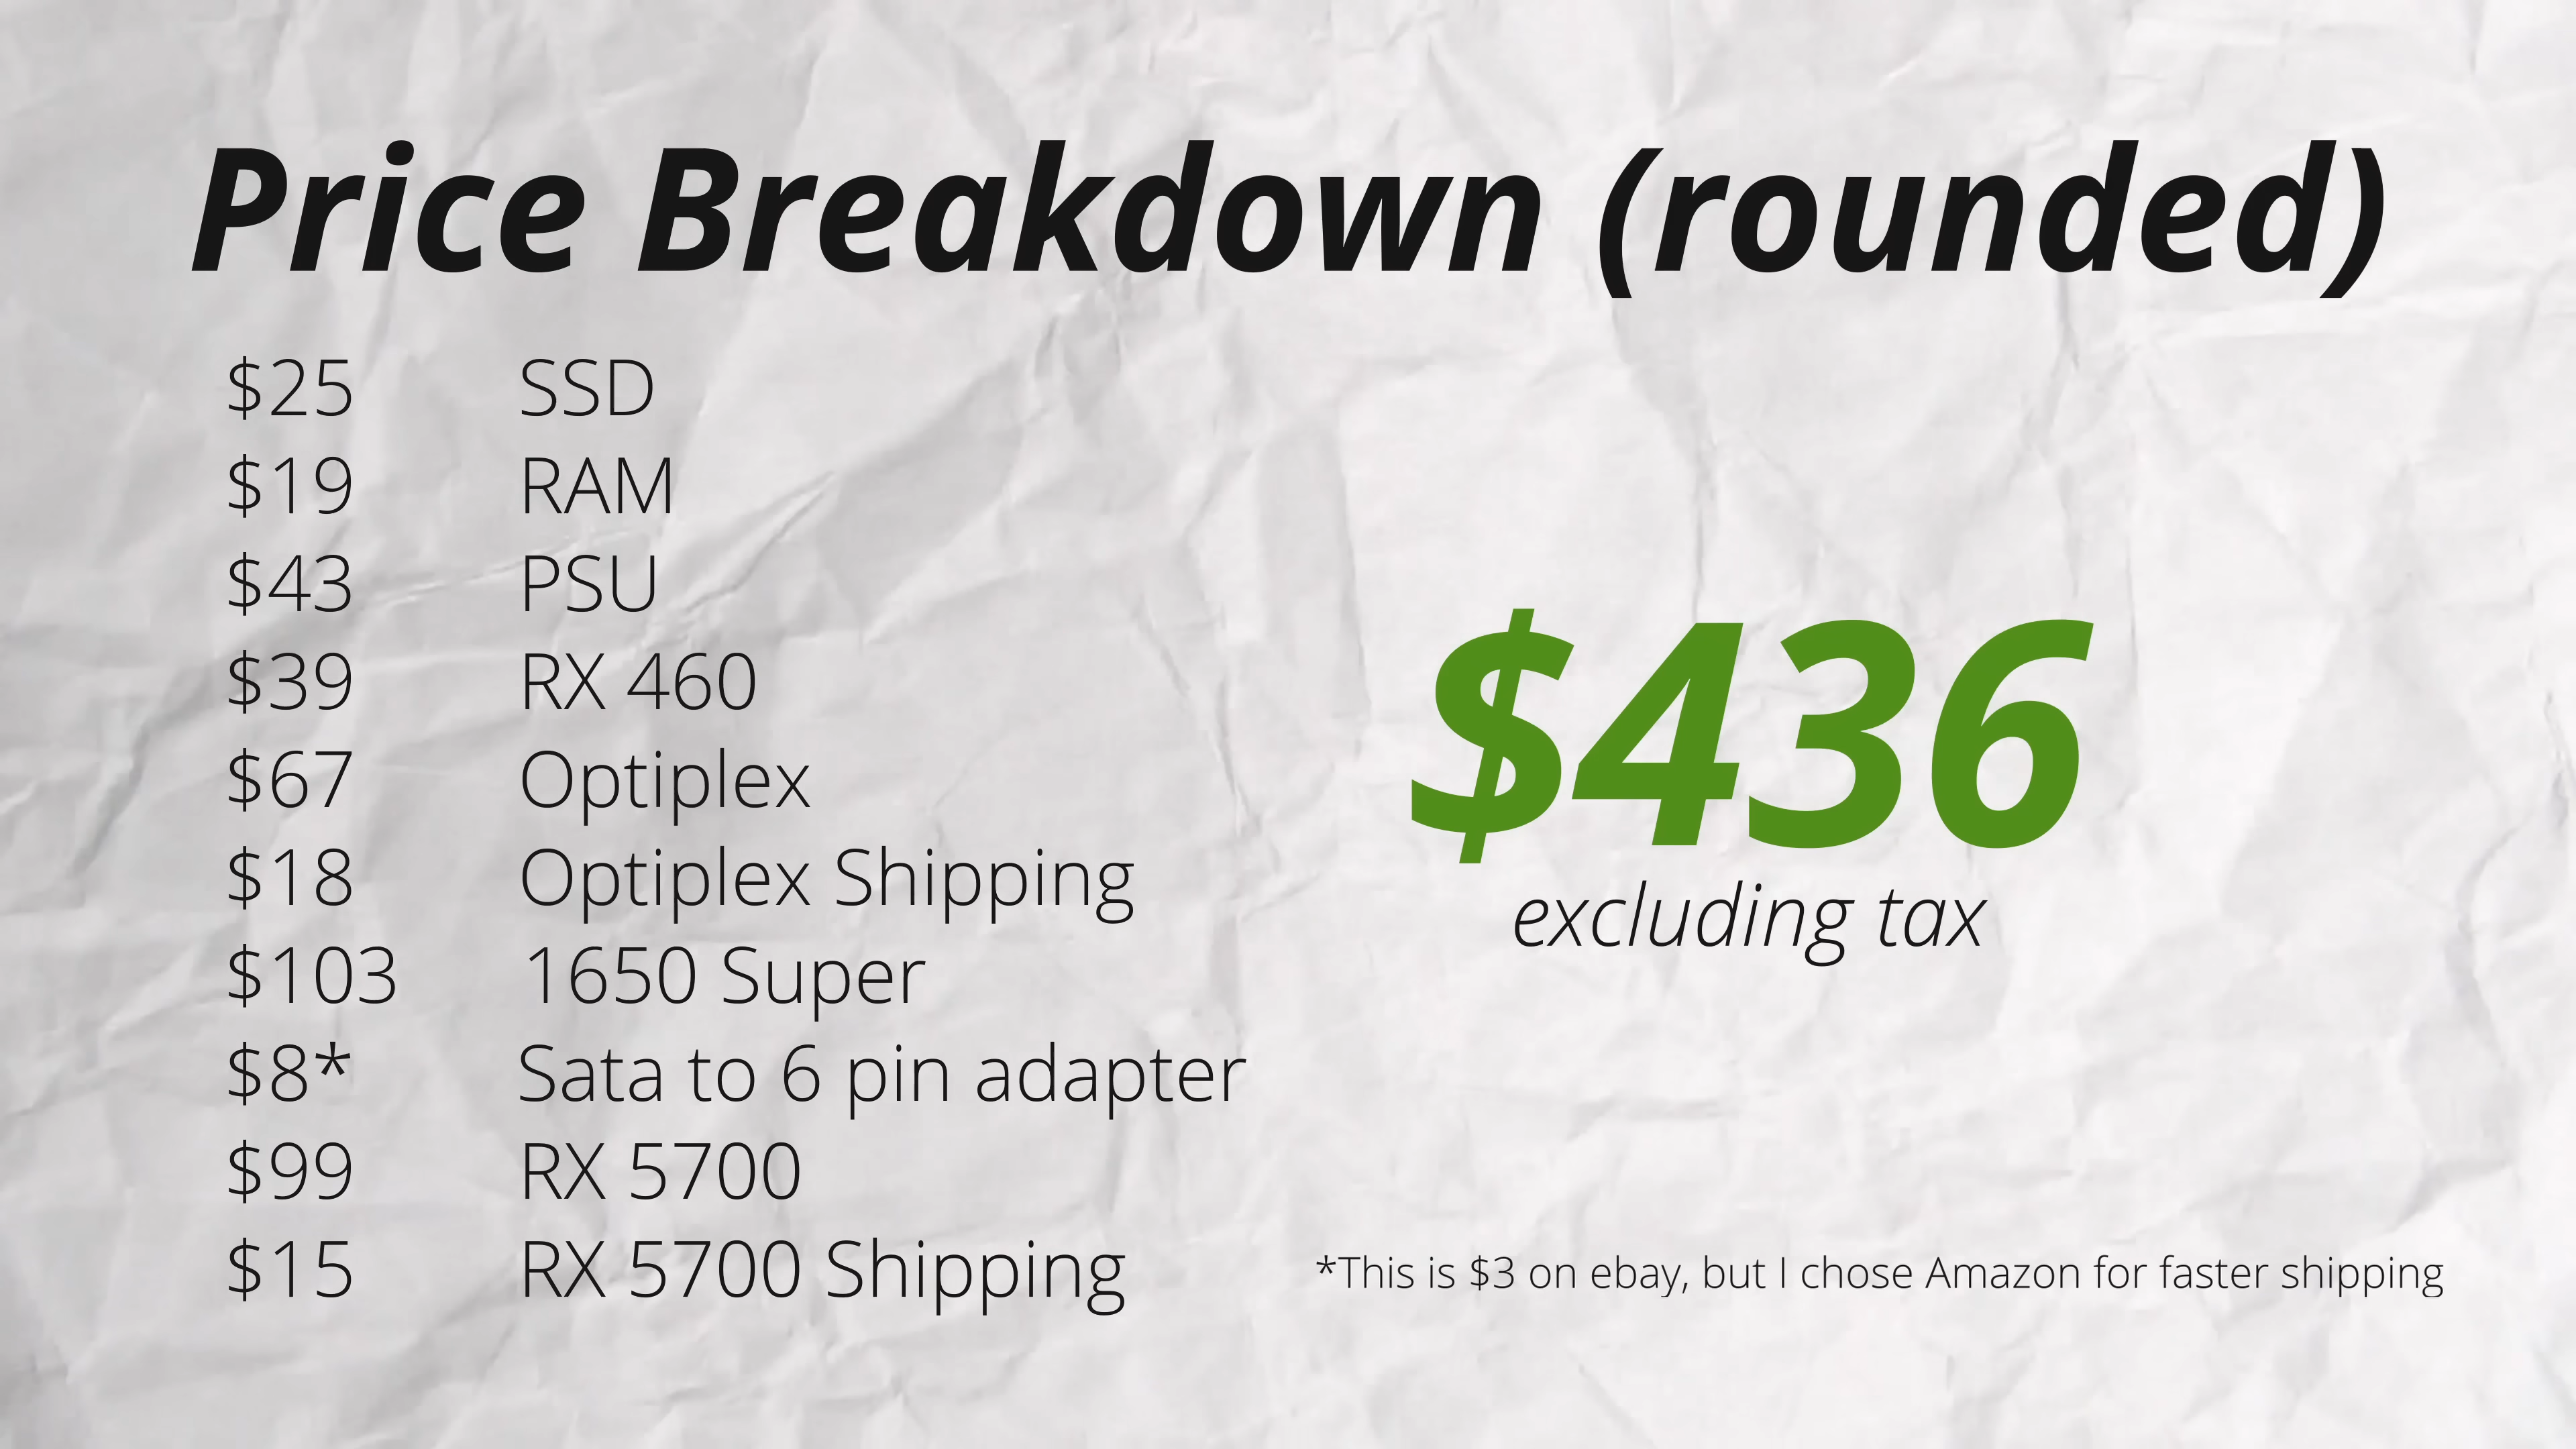 Price Breakdown (rounded)
$25 SSD
$19 RAM
$43 PSU
$39 RX 460
$67 Optiplex
$18 Optiplex Shipping
$103 1650 Super
$8* Sata to 6 pin adapter
$99 RX 5700
$15 RX 5700 Shipping
$436
excluding tax
*This is $3 on ebay, but I chose Amazon for faster shipping